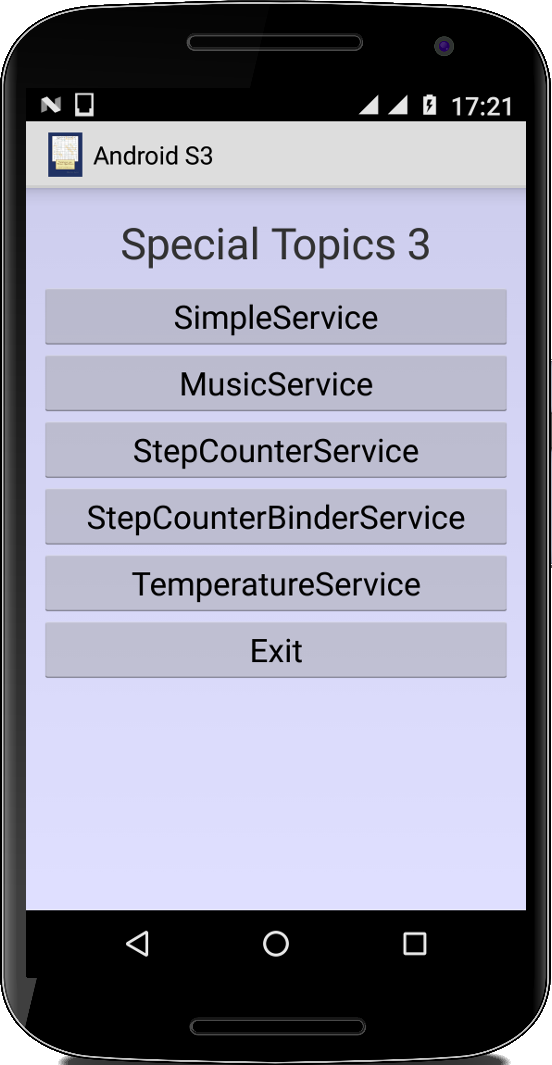 17:21
Android S3
Special Topics 3
SimpleService
MusicService
StepCounterService
StepCounterBinderService
TemperatureService
Exit